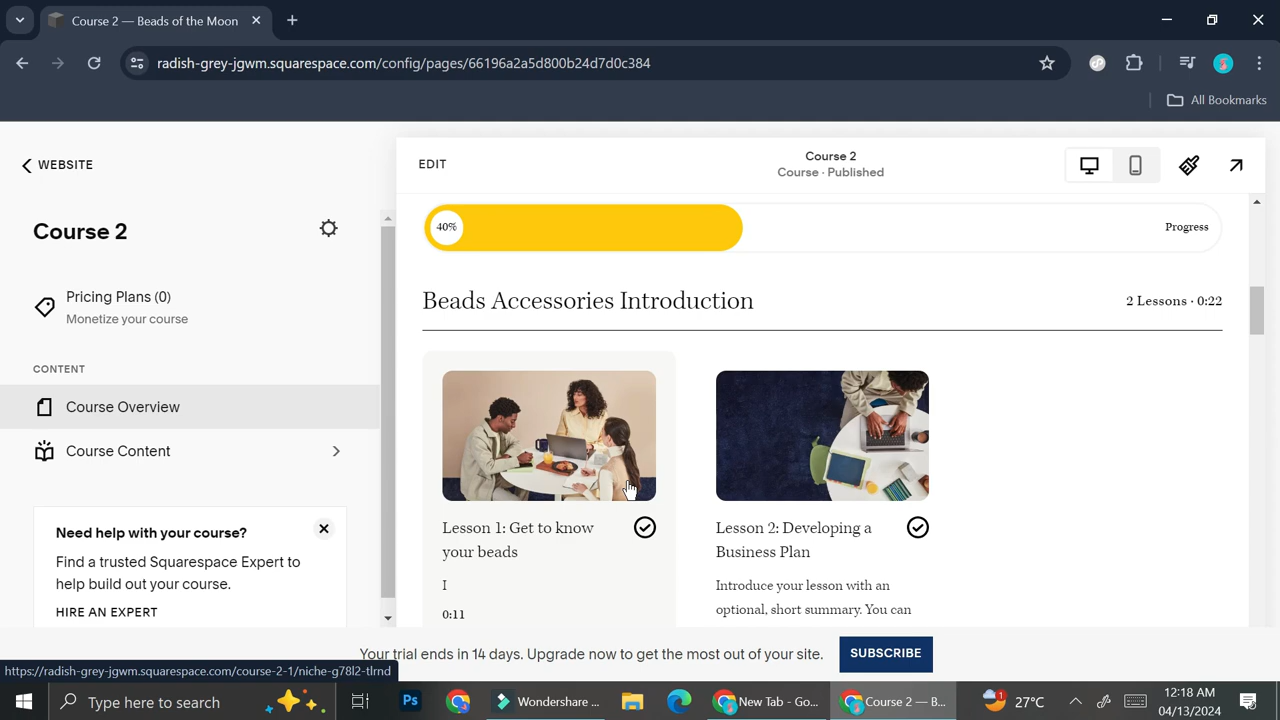 Course 2 — Beads of the Moon
radish-grey-jgwm.squarespace.com/config/pages/66196a2a5d800b24d7d0c384
All Bookmarks
WEBSITE
Course 2
Pricing Plans (0)
Monetize your course
CONTENT
Course Overview
Course Content
Need help with your course?
Find a trusted Squarespace Expert to
help build out your course.
HIRE AN EXPERT
EDIT
Course 2
Course · Published
40%
Progress
Beads Accessories Introduction
2 Lessons · 0:22
Lesson 1: Get to know
your beads
I
0:11
Lesson 2: Developing a
Business Plan
Introduce your lesson with an
optional, short summary. You can
Your trial ends in 14 days. Upgrade now to get the most out of your site.
SUBSCRIBE
https://radish-grey-jgwm.squarespace.com/course-2-1/niche-g78l2-tlrnd
Type here to search
Ps
Wondershare ...
New Tab - Go...
Course 2 — B...
1
27°C
12:18 AM
04/13/2024